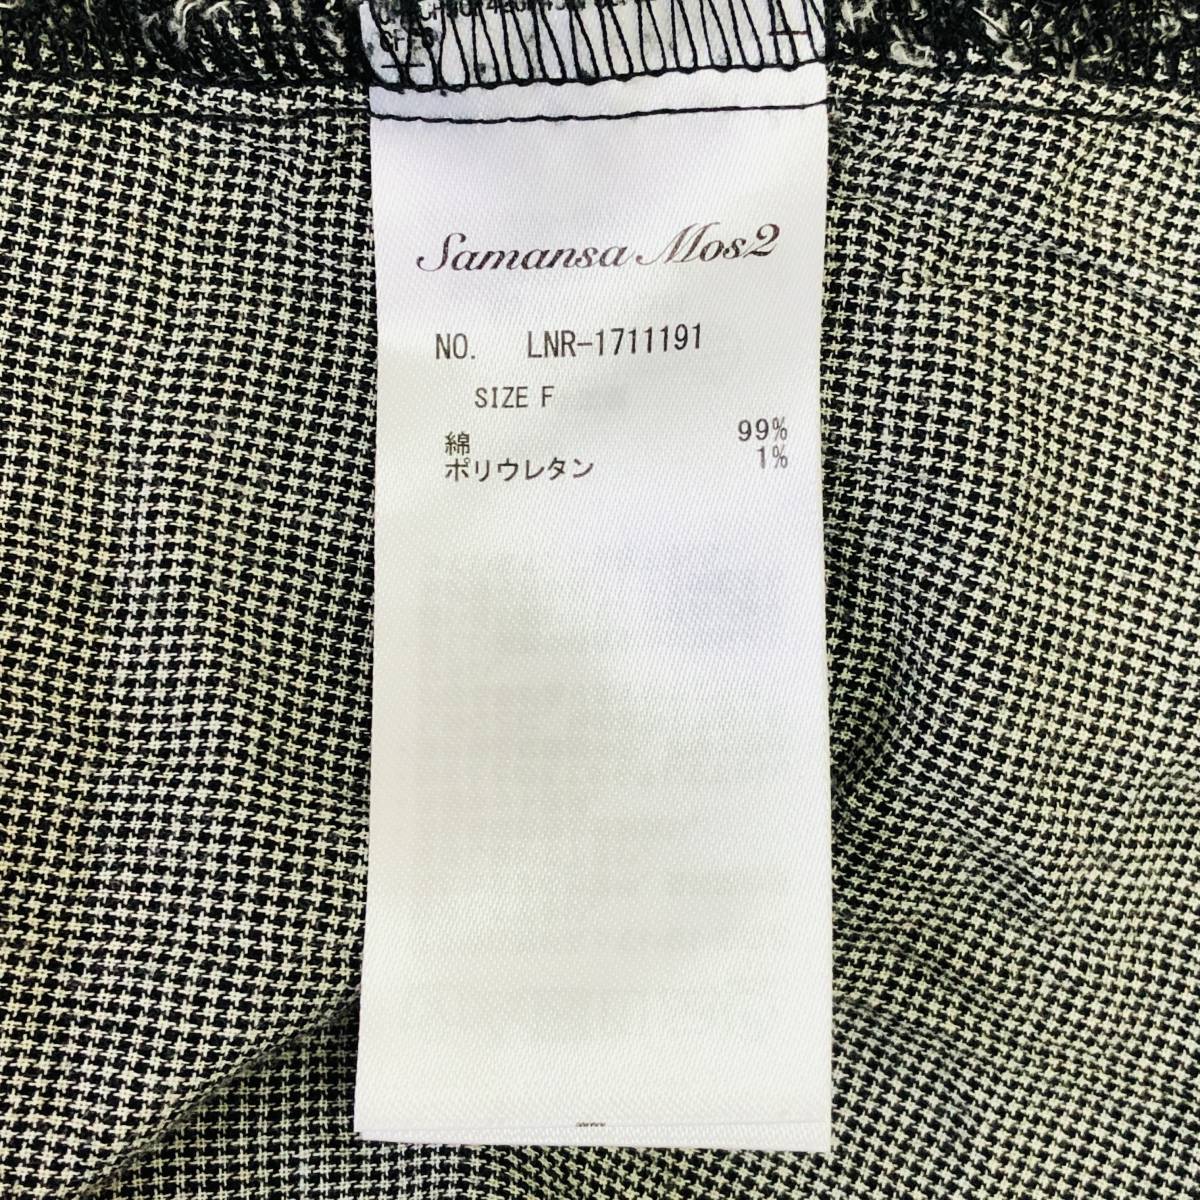 Samansa Mos2
NO. LNR-1711191
SIZE F
綿 99%
ポリウレタン 1%